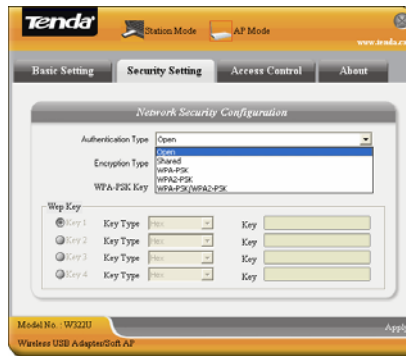 Tenda
Station Mode AP Mode
www.tenda.c
Basic Setting Security Setting Access Control About
Network Security Configuration
Authentication Type Open
Open
Encryption Type Shared
WPA-PSK
WPA2-PSK
WPA-PSK Key WPA-PSK/WPA2-PSK
Wep Key
Key 1 Key Type Hex Key
Key 2 Key Type Hex Key
Key 3 Key Type Hex Key
Key 4 Key Type Hex Key
Model No. : W322U Apply
Wireless USB Adapter/Soft AP